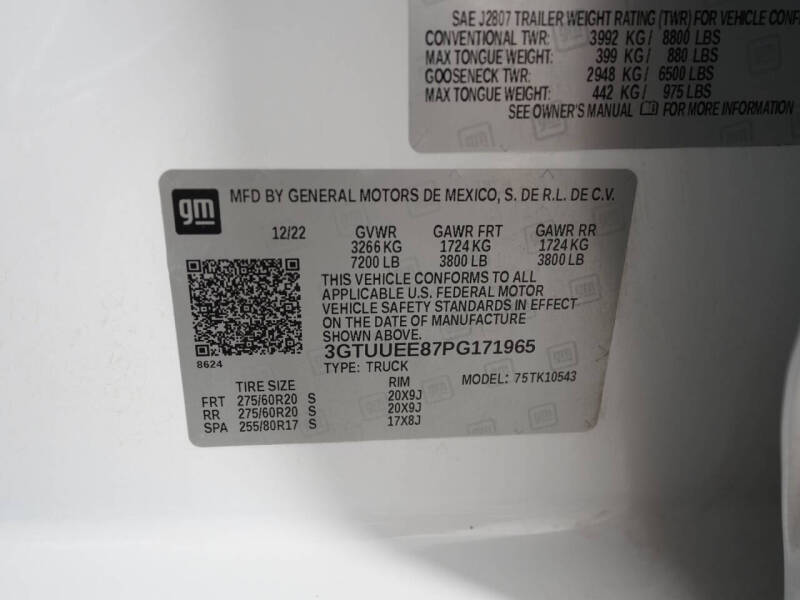 SAE J2807 TRAILER WEIGHT RATING (TWR) FOR VEHICLE
CONVENTIONAL TWR: 3992 KG / 8800 LBS
MAX TONGUE WEIGHT: 399 KG / 880 LBS
GOOSENECK TWR: 2948 KG / 6500 LBS
MAX TONGUE WEIGHT: 442 KG / 975 LBS
SEE OWNER'S MANUAL FOR MORE INFORMATION
gm MFD BY GENERAL MOTORS DE MEXICO, S. DE R.L. DE C.V.
12/22 GVWR GAWR FRT GAWR RR
3266 KG 1724 KG 1724 KG
7200 LB 3800 LB 3800 LB
THIS VEHICLE CONFORMS TO ALL
APPLICABLE U.S. FEDERAL MOTOR
VEHICLE SAFETY STANDARDS IN EFFECT
ON THE DATE OF MANUFACTURE
SHOWN ABOVE.
3GTUUEE87PG171965
8624
TYPE: TRUCK MODEL: 75TK10543
TIRE SIZE RIM
FRT 275/60R20 S 20X9J
RR 275/60R20 S 20X9J
SPA 255/80R17 S 17X8J